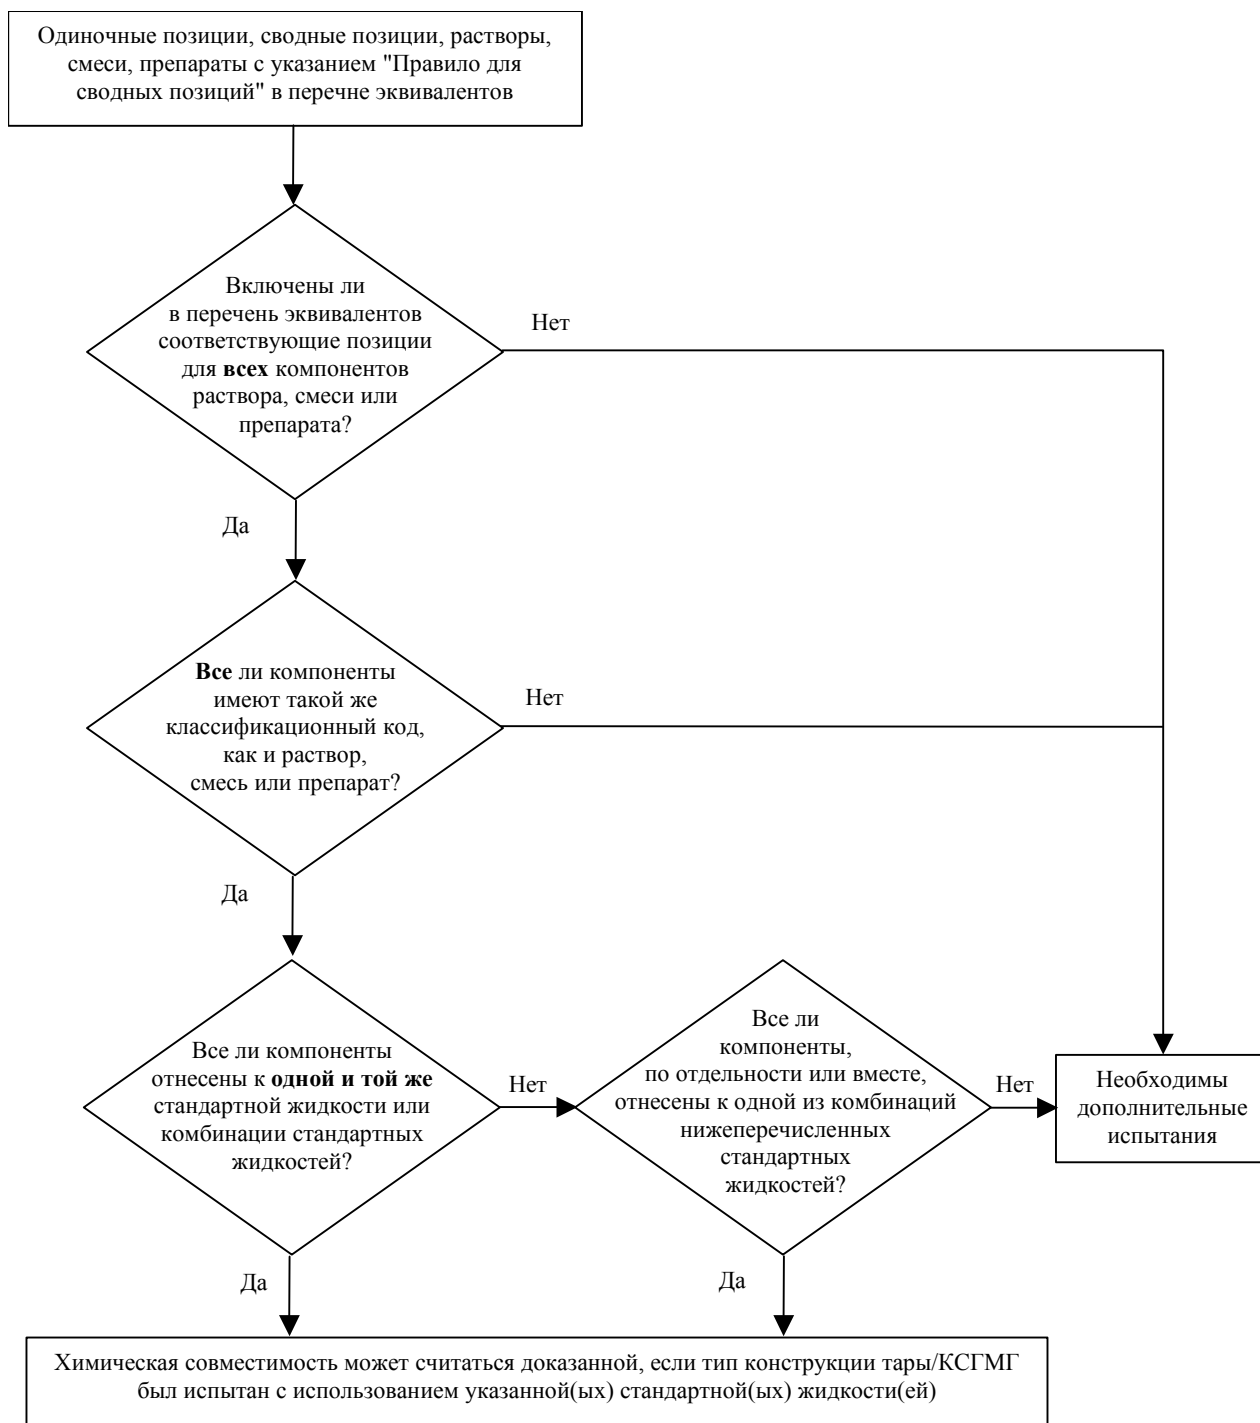 Одиночные позиции, сводные позиции, растворы,
смеси, препараты с указанием "Правило для
сводных позиций" в перечне эквивалентов
Включены ли
в перечень эквивалентов
соответствующие позиции
для всех компонентов
раствора, смеси или
препарата?
Нет
Да
Все ли компоненты
имеют такой же
классификационный код,
как и раствор,
смесь или препарат?
Нет
Да
Все ли компоненты
отнесены к одной и той же
стандартной жидкости или
комбинации стандартных
жидкостей?
Нет
Все ли
компоненты,
по отдельности или вместе,
отнесены к одной из комбинаций
нижеперечисленных
стандартных
жидкостей?
Нет
Необходимы
дополнительные
испытания
Да
Да
Химическая совместимость может считаться доказанной, если тип конструкции тары/КСГМГ
был испытан с использованием указанной(ых) стандартной(ых) жидкости(ей)